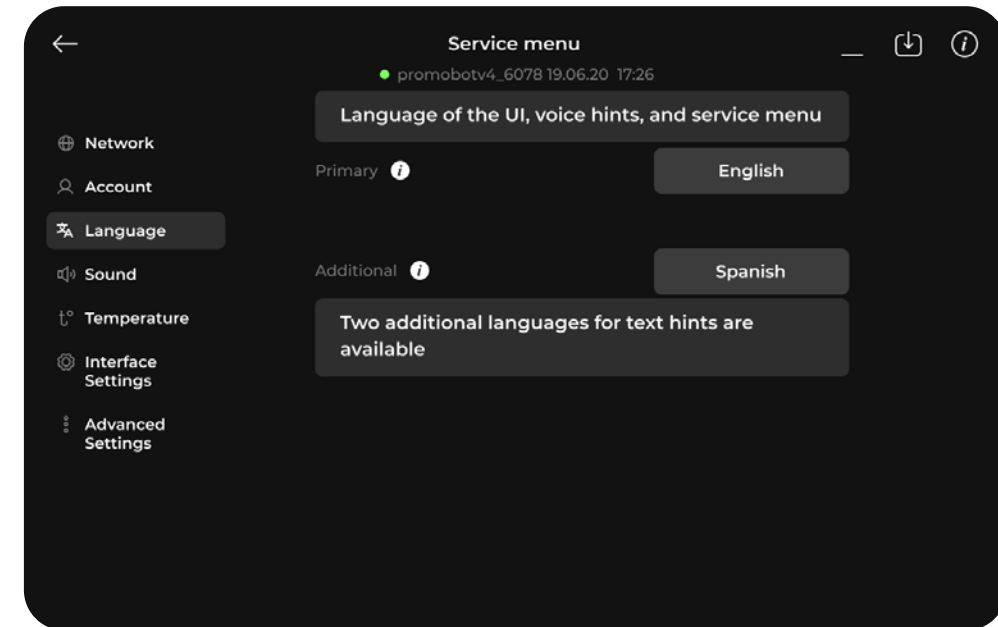 Service menu
promobotv4_6078 19.06.20 17:26
Language of the UI, voice hints, and service menu
Network
Primary
English
Account
Language
Additional
Spanish
Sound
Temperature
Two additional languages for text hints are
available
Interface
Settings
Advanced
Settings